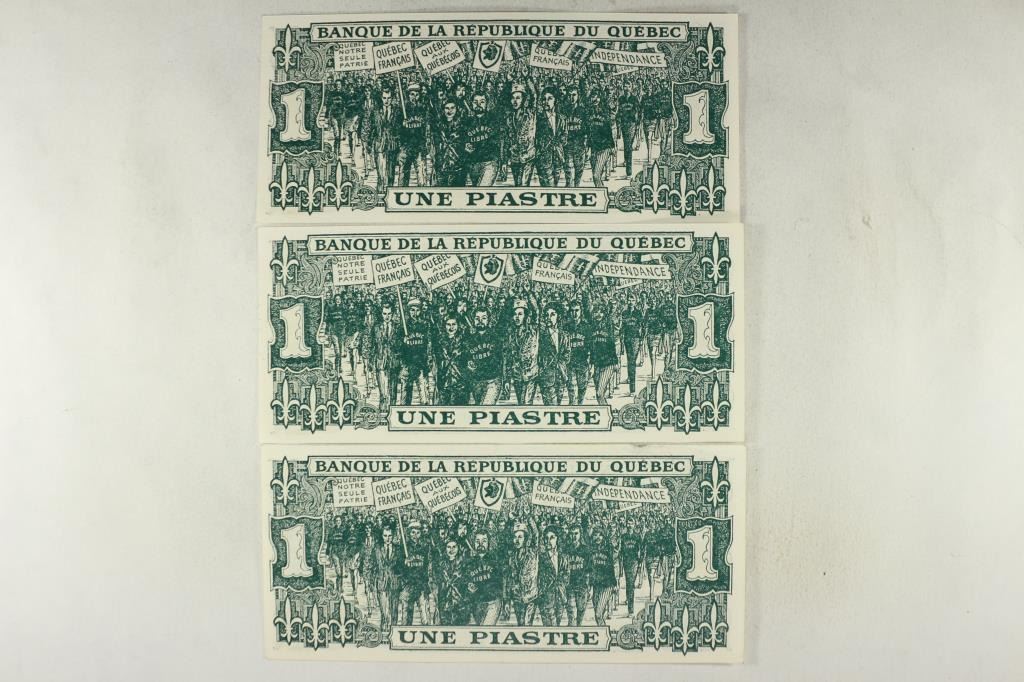 BANQUE DE LA RÉPUBLIQUE DU QUÉBEC
QUÉBEC NOTRE SEULE PATRIE
QUÉBEC FRANÇAIS
QUÉBEC AUX QUÉBÉCOIS
QUÉBEC FRANÇAIS
INDEPENDANCE
QUÉBEC LIBRE
1
1
UNE PIASTRE
BANQUE DE LA RÉPUBLIQUE DU QUÉBEC
QUÉBEC NOTRE SEULE PATRIE
QUÉBEC FRANÇAIS
QUÉBEC AUX QUÉBÉCOIS
QUÉBEC FRANÇAIS
INDEPENDANCE
QUÉBEC LIBRE
1
1
UNE PIASTRE
BANQUE DE LA RÉPUBLIQUE DU QUÉBEC
QUÉBEC NOTRE SEULE PATRIE
QUÉBEC FRANÇAIS
QUÉBEC AUX QUÉBÉCOIS
QUÉBEC FRANÇAIS
INDEPENDANCE
QUÉBEC LIBRE
1
1
UNE PIASTRE